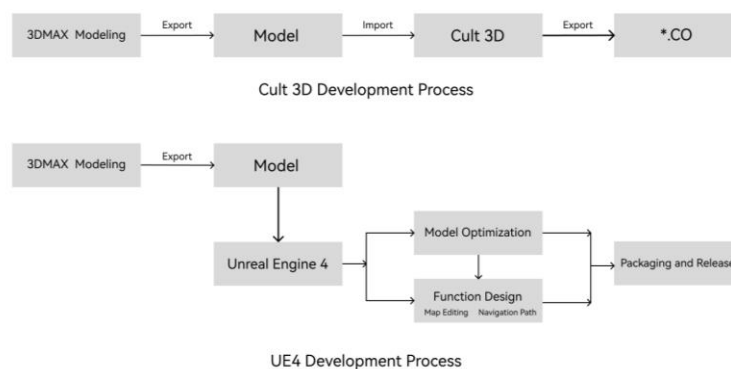 Export
Import
Export
3DMAX Modeling
Model
Cult 3D
*.CO
Cult 3D Development Process
Export
3DMAX Modeling
Model
Model Optimization
Unreal Engine 4
Packaging and Release
Function Design
Map Editing Navigation Path
UE4 Development Process